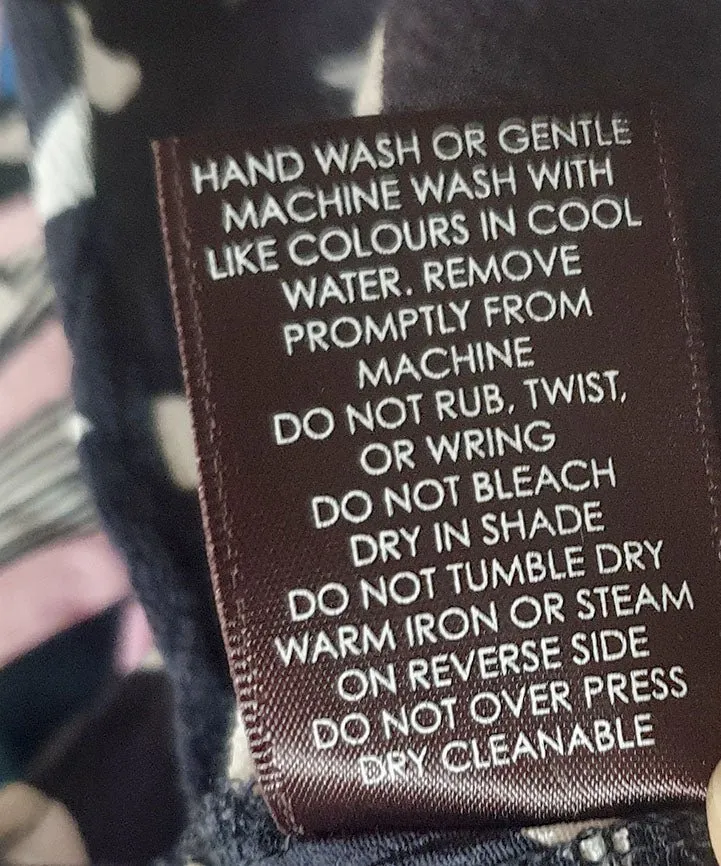 HAND WASH OR GENTLE
MACHINE WASH WITH
LIKE COLOURS IN COOL
WATER. REMOVE
PROMPTLY FROM
MACHINE
DO NOT RUB, TWIST,
OR WRING
DO NOT BLEACH
DRY IN SHADE
DO NOT TUMBLE DRY
WARM IRON OR STEAM
ON REVERSE SIDE
DO NOT OVER PRESS
DRY CLEANABLE